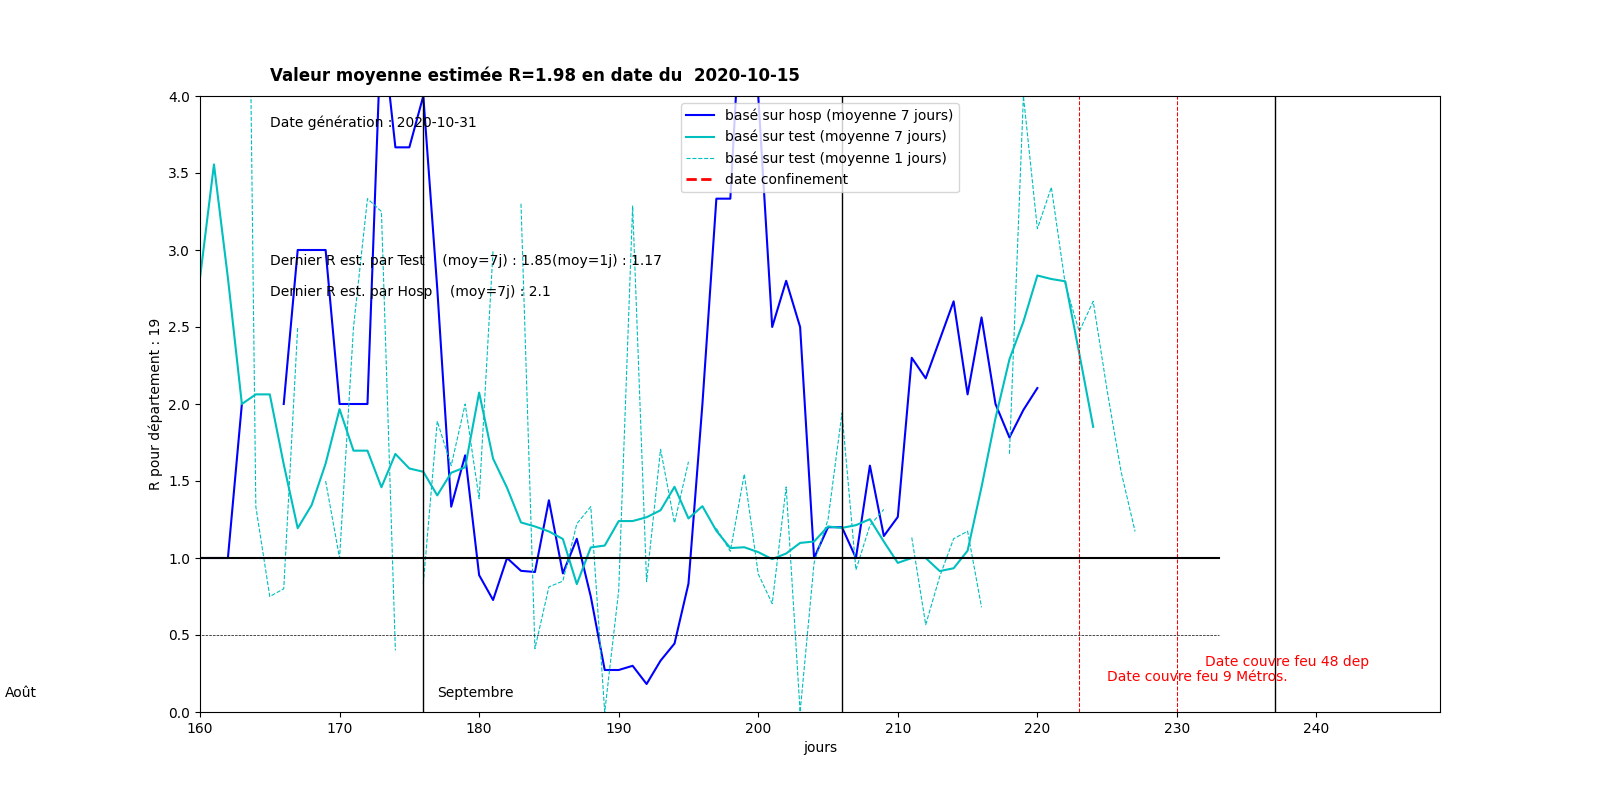 Valeur moyenne estimée R=1.98 en date du  2020-10-15
4.0
Date génération : 2020-10-31
basé sur hosp (moyenne 7 jours)
basé sur test (moyenne 7 jours)
basé sur test (moyenne 1 jours)
date confinement
3.5
3.0
Dernier R est. par Test    (moy=7j) : 1.85(moy=1j) : 1.17
Dernier R est. par Hosp    (moy=7j) : 2.1
2.5
R pour département : 19
2.0
1.5
1.0
0.5
Date couvre feu 48 dep
Date couvre feu 9 Métros.
Août
Septembre
0.0
160 170 180 190 200 210 220 230 240
jours